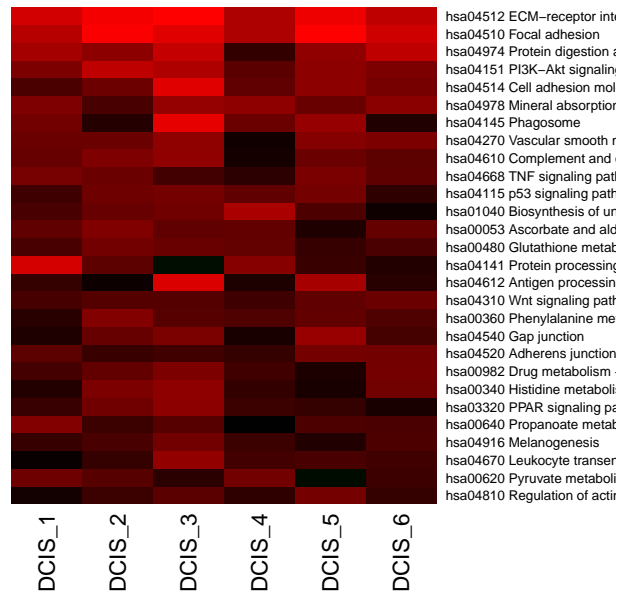 hsa04512 ECM−receptor inte
hsa04510 Focal adhesion
hsa04974 Protein digestion a
hsa04151 PI3K−Akt signaling
hsa04514 Cell adhesion mol
hsa04978 Mineral absorption
hsa04145 Phagosome
hsa04270 Vascular smooth m
hsa04610 Complement and c
hsa04668 TNF signaling path
hsa04115 p53 signaling path
hsa01040 Biosynthesis of un
hsa00053 Ascorbate and ald
hsa00480 Glutathione metab
hsa04141 Protein processing
hsa04612 Antigen processin
hsa04310 Wnt signaling path
hsa00360 Phenylalanine me
hsa04540 Gap junction
hsa04520 Adherens junction
hsa00982 Drug metabolism −
hsa00340 Histidine metaboli
hsa03320 PPAR signaling pa
hsa00640 Propanoate metab
hsa04916 Melanogenesis
hsa04670 Leukocyte transen
hsa00620 Pyruvate metaboli
hsa04810 Regulation of actin
DCIS_1
DCIS_2
DCIS_3
DCIS_4
DCIS_5
DCIS_6